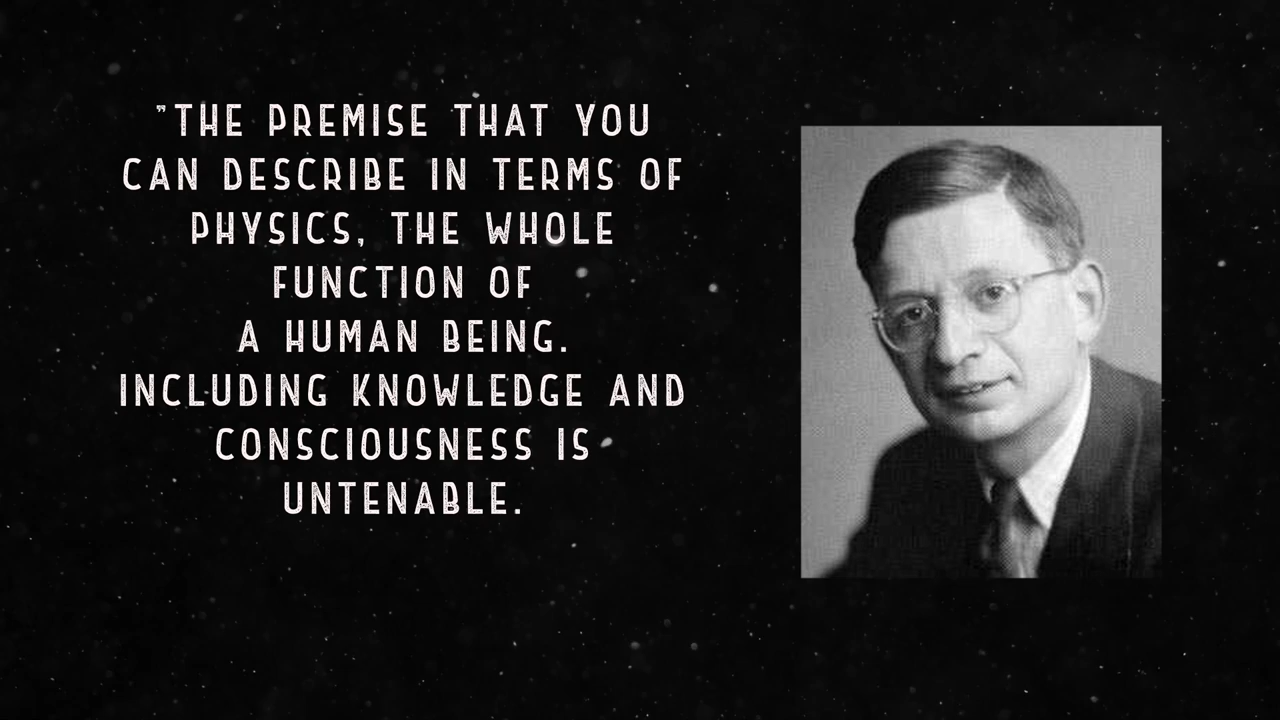 "THE PREMISE THAT YOU
CAN DESCRIBE IN TERMS OF
PHYSICS, THE WHOLE
FUNCTION OF
A HUMAN BEING.
INCLUDING KNOWLEDGE AND
CONSCIOUSNESS IS
UNTENABLE.